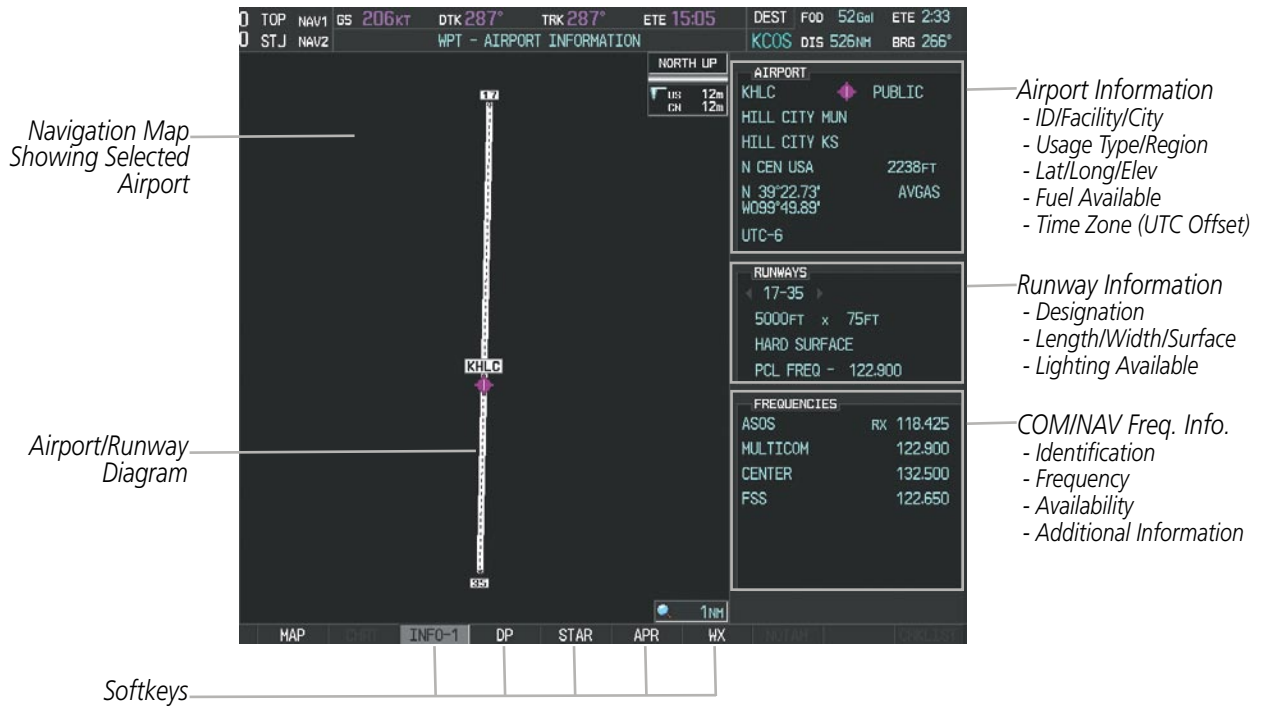 0 TOP NAV1 GS 206KT DTK 287° TRK 287° ETE 15:05 DEST FOD 52Gal ETE 2:33
0 STJ NAV2 WPT - AIRPORT INFORMATION KCOS DIS 526NM BRG 266°
NORTH UP
US 12m
CN 12m
17
KHLC
35
1NM
AIRPORT
KHLC PUBLIC
HILL CITY MUN
HILL CITY KS
N CEN USA 2238FT
N 39°22.73' AVGAS
W099°49.89'
UTC-6
RUNWAYS
17-35
5000FT x 75FT
HARD SURFACE
PCL FREQ - 122.900
FREQUENCIES
ASOS RX 118.425
MULTICOM 122.900
CENTER 132.500
FSS 122.650
MAP CHRT INFO-1 DP STAR APR WX NOTAM CHKLIST
Navigation Map
Showing Selected
Airport
Airport/Runway
Diagram
Softkeys
Airport Information
- ID/Facility/City
- Usage Type/Region
- Lat/Long/Elev
- Fuel Available
- Time Zone (UTC Offset)
Runway Information
- Designation
- Length/Width/Surface
- Lighting Available
COM/NAV Freq. Info.
- Identification
- Frequency
- Availability
- Additional Information